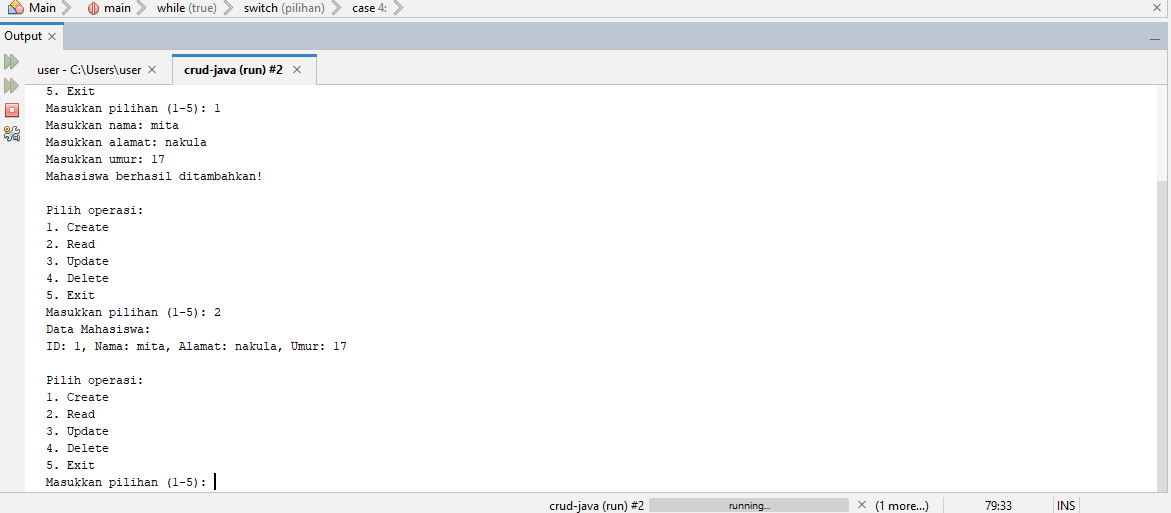 Main main while (true) switch (pilihan) case 4:
Output
user - C:\Users\user crud-java (run) #2
5. Exit
Masukkan pilihan (1-5): 1
Masukkan nama: mita
Masukkan alamat: nakula
Masukkan umur: 17
Mahasiswa berhasil ditambahkan!
Pilih operasi:
1. Create
2. Read
3. Update
4. Delete
5. Exit
Masukkan pilihan (1-5): 2
Data Mahasiswa:
ID: 1, Nama: mita, Alamat: nakula, Umur: 17
Pilih operasi:
1. Create
2. Read
3. Update
4. Delete
5. Exit
Masukkan pilihan (1-5):
crud-java (run) #2 running... (1 more...) 79:33 INS